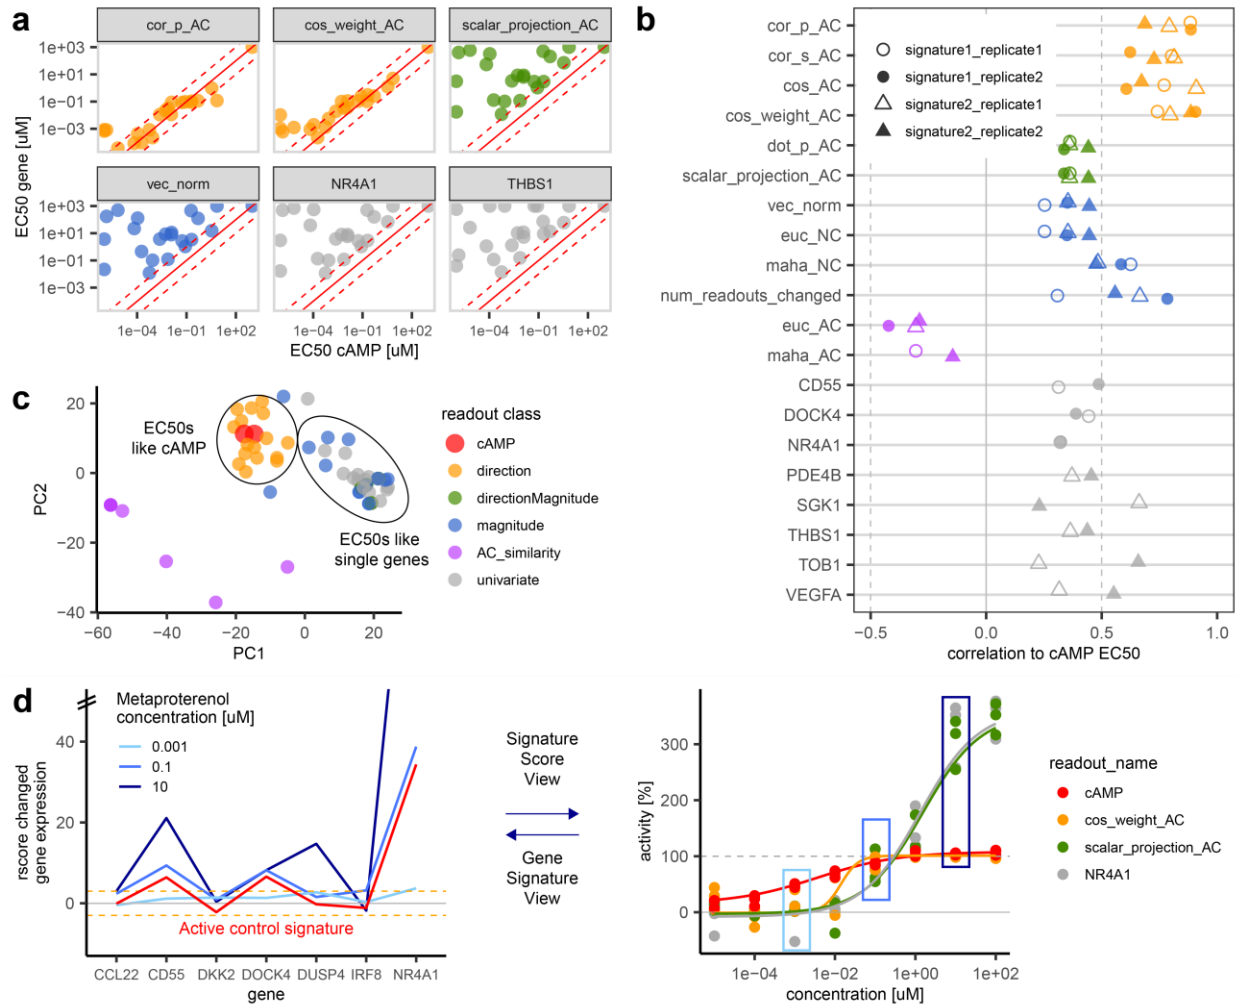 a
cor_p_AC
cos_weight_AC
scalar_projection_AC
1e+03
1e+01
1e−01
1e−03
vec_norm
NR4A1
THBS1
1e+03
1e+01
1e−01
1e−03
EC50 gene [uM]
1e−04
1e−01
1e+02
1e−04
1e−01
1e+02
1e−04
1e−01
1e+02
EC50 cAMP [uM]
b
cor_p_AC
cor_s_AC
cos_AC
cos_weight_AC
dot_p_AC
scalar_projection_AC
vec_norm
euc_NC
maha_NC
num_readouts_changed
euc_AC
maha_AC
CD55
DOCK4
NR4A1
PDE4B
SGK1
THBS1
TOB1
VEGFA
signature1_replicate1
signature1_replicate2
signature2_replicate1
signature2_replicate2
−0.5
0.0
0.5
1.0
correlation to cAMP EC50
c
20
0
−20
−40
PC2
EC50s
like cAMP
EC50s like
single genes
−60
−40
−20
0
20
PC1
readout class
cAMP
direction
directionMagnitude
magnitude
AC_similarity
univariate
d
Metaproterenol
concentration [uM]
0.001
0.1
10
40
20
0
rscore changed
gene expression
Active control signature
CCL22
CD55
DKK2
DOCK4
DUSP4
IRF8
NR4A1
gene
Signature
Score
View
Gene
Signature
View
300
200
100
0
activity [%]
1e−04
1e−02
1e+00
1e+02
concentration [uM]
readout_name
cAMP
cos_weight_AC
scalar_projection_AC
NR4A1